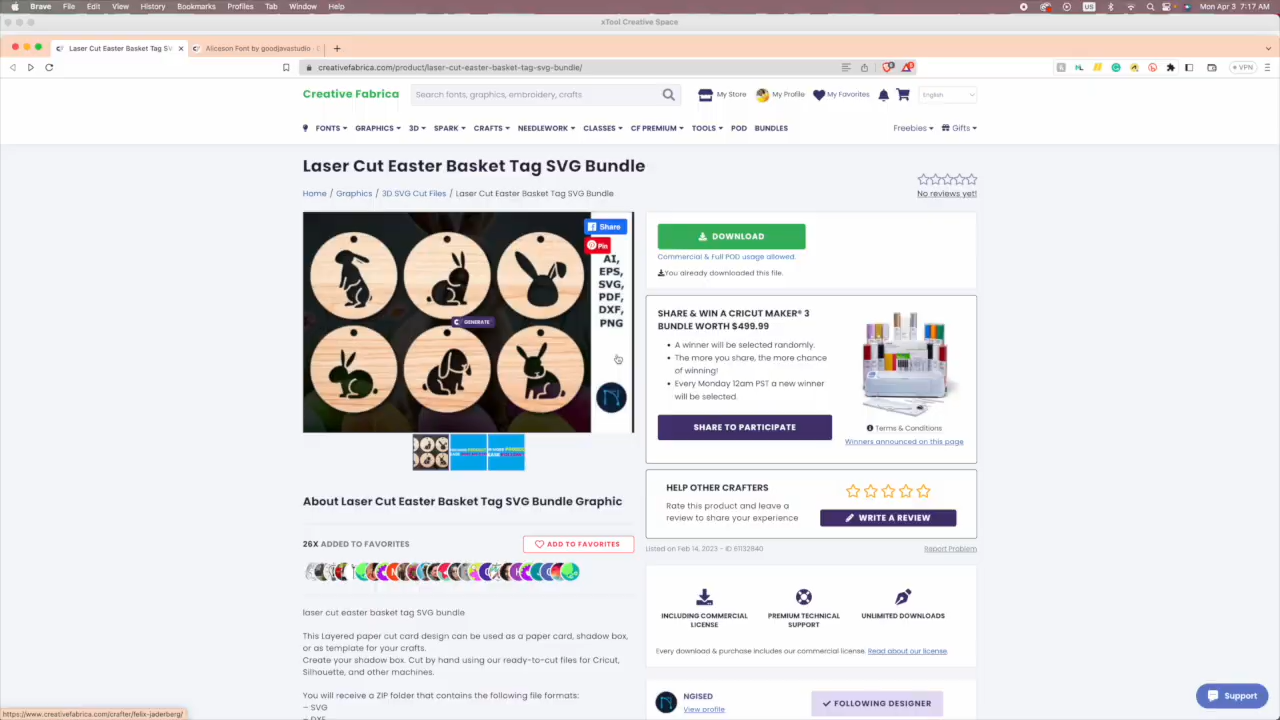 Mon Apr 3 7:17 AM
xTool Creative Space
Laser Cut Easter Basket Tag SV
Aliceson Font by goodjavastudio -
creativefabrica.com/product/laser-cut-easter-basket-tag-svg-bundle/
VPN
Creative Fabrica
Search fonts, graphics, embroidery, crafts
My Store
My Profile
My Favorites
English
FONTS
GRAPHICS
3D
SPARK
CRAFTS
NEEDLEWORK
CLASSES
CF PREMIUM
TOOLS
POD
BUNDLES
Freebies
Gifts
Laser Cut Easter Basket Tag SVG Bundle
Home / Graphics / 3D SVG Cut Files / Laser Cut Easter Basket Tag SVG Bundle
No reviews yet!
Share
Pin
AI,
EPS,
SVG,
PDF,
DXF,
PNG
GENERATE
DOWNLOAD
Commercial & Full POD usage allowed.
You already downloaded this file.
SHARE & WIN A CRICUT MAKER® 3
BUNDLE WORTH $499.99
• A winner will be selected randomly.
• The more you share, the more chance
of winning!
• Every Monday 12am PST a new winner
will be selected.
SHARE TO PARTICIPATE
Terms & Conditions
Winners announced on this page
HELP OTHER CRAFTERS
Rate this product and leave a
review to share your experience
WRITE A REVIEW
Listed on Feb 14, 2023 - ID 61132840
Report Problem
About Laser Cut Easter Basket Tag SVG Bundle Graphic
26X ADDED TO FAVORITES
ADD TO FAVORITES
laser cut easter basket tag SVG bundle
This Layered paper cut card design can be used as a paper card, shadow box,
or as template for your crafts.
Create your shadow box. Cut by hand using our ready-to-cut files for Cricut,
Silhouette, and other machines.
You will receive a ZIP folder that contains the following file formats:
– SVG
– DXF
INCLUDING COMMERCIAL
LICENSE
PREMIUM TECHNICAL
SUPPORT
UNLIMITED DOWNLOADS
Every download & purchase includes our commercial license. Read about our license
NGISED
View profile
FOLLOWING DESIGNER
Support
https://www.creativefabrica.com/crafter/felix-jaderberg/